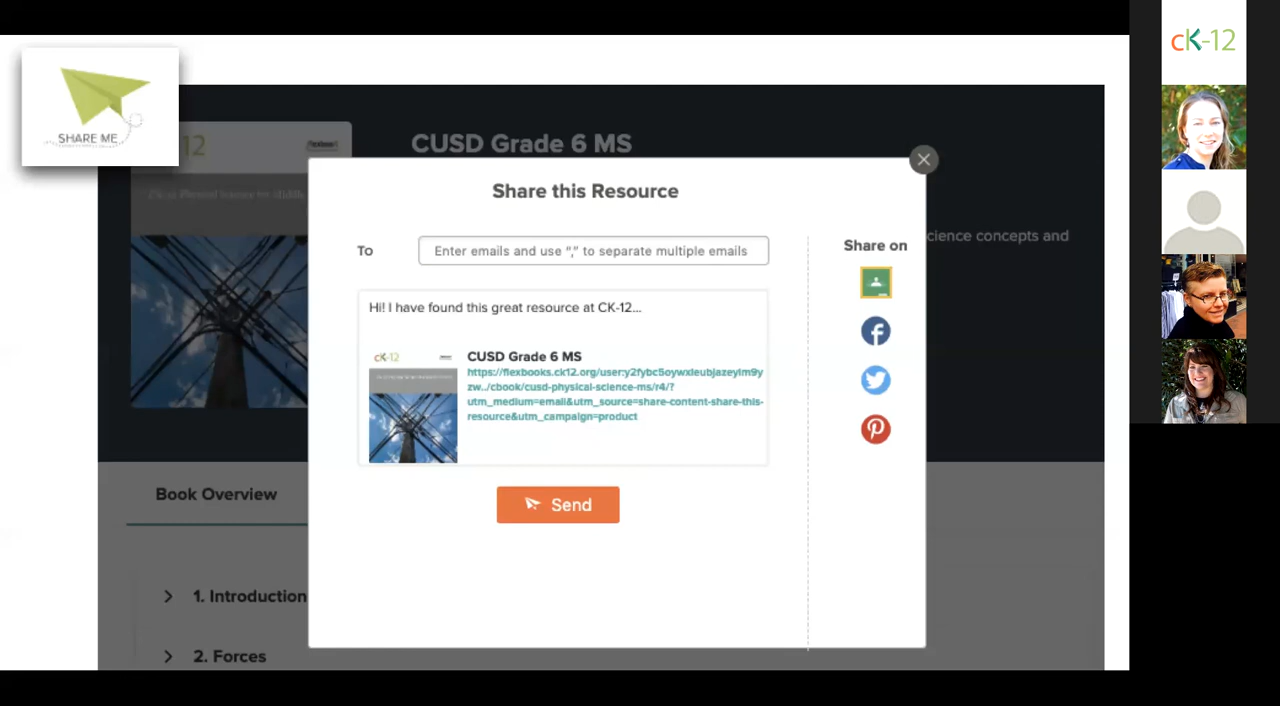 SHARE ME
cK-12
12
CUSD Grade 6 MS
cience concepts and
Share this Resource
To
Enter emails and use "," to separate multiple emails
Share on
Hi! I have found this great resource at CK-12...
cK-12
CUSD Grade 6 MS
https://flexbooks.ck12.org/user:y2fybc5oywxleubjazeylm9y
zw../cbook/cusd-physical-science-ms/r4/?
utm_medium=email&utm_source=share-content-share-this-
resource&utm_campaign=product
Send
Book Overview
1. Introduction
2. Forces